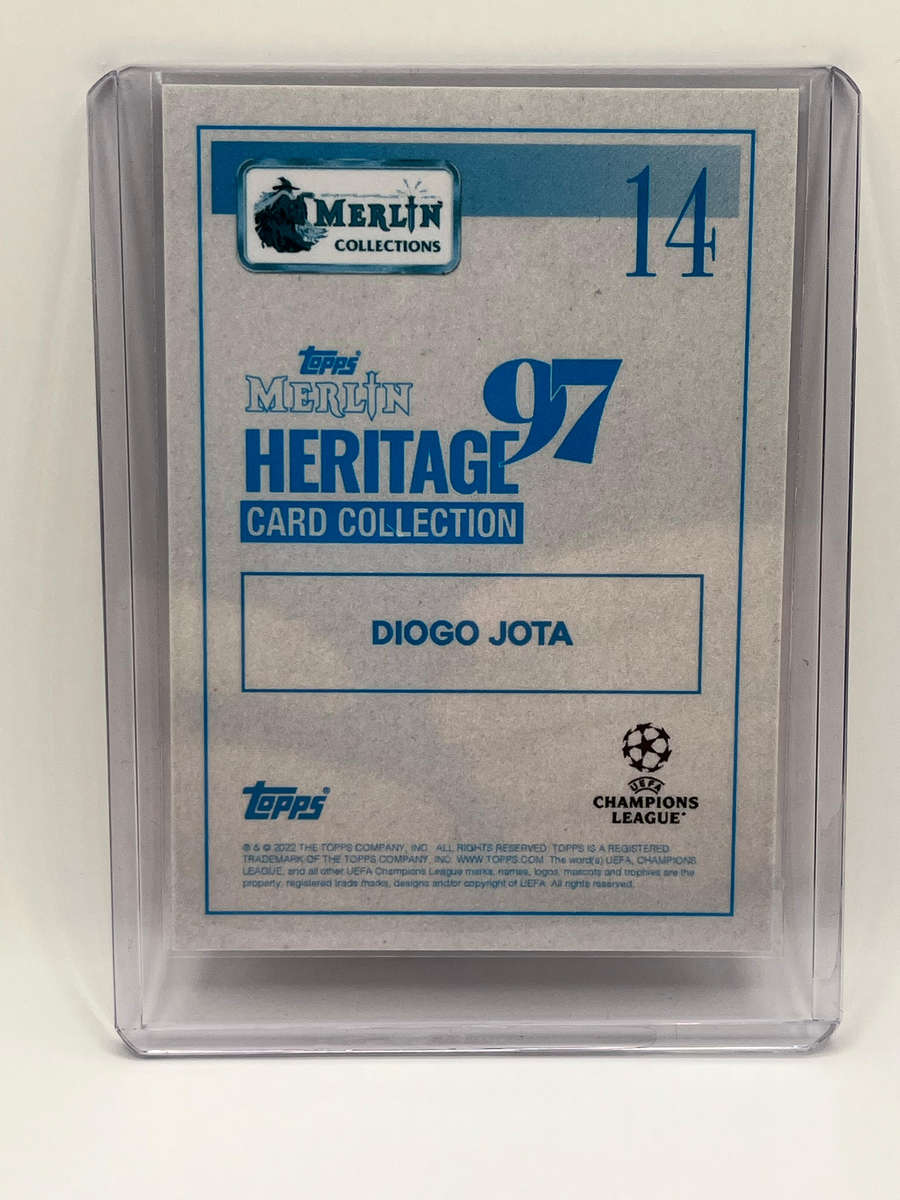 MERLIN
COLLECTIONS
14
topps
MERLIN
HERITAGE 97
CARD COLLECTION
DIOGO JOTA
topps
UEFA
CHAMPIONS
LEAGUE
® & © 2022 THE TOPPS COMPANY, INC. ALL RIGHTS RESERVED. TOPPS IS A REGISTERED
TRADEMARK OF THE TOPPS COMPANY, INC. WWW.TOPPS.COM. The word(s) UEFA, CHAMPIONS
LEAGUE, and all other UEFA Champions League marks, names, logos, mascots and trophies are the
property, registered trade marks, designs and/or copyright of UEFA. All rights reserved.